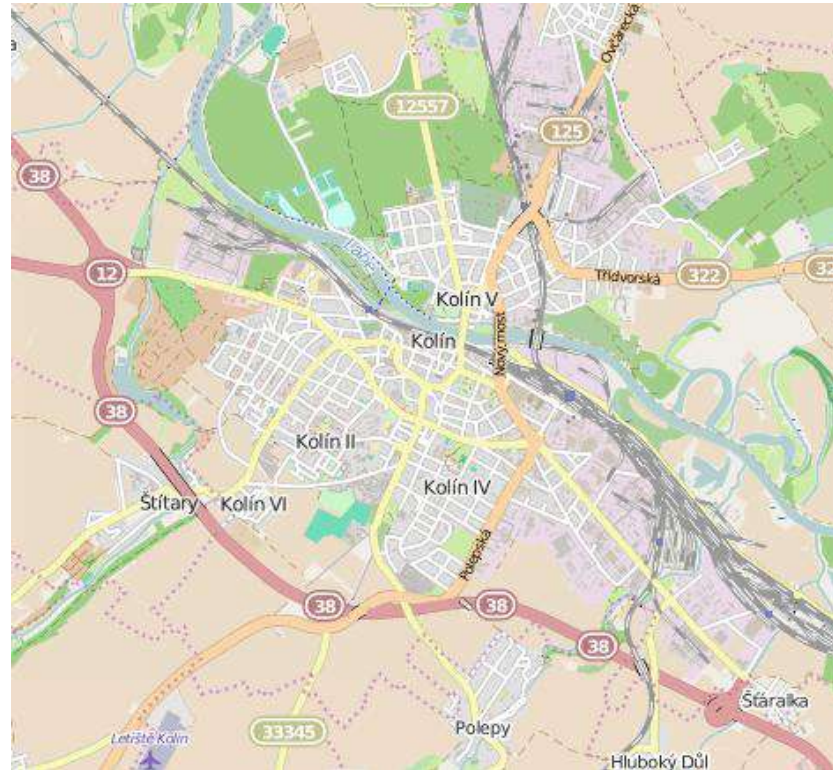 Ovčárecká
12557
125
38
Labe
12
Třídvorská
322
32
Kolín V
Nový most
Kolín
38
Kolín II
Kolín IV
Štítary
Kolín VI
Polepská
38
38
38
Šťáralka
33345
Polepy
Letiště Kolín
Hluboký Důl